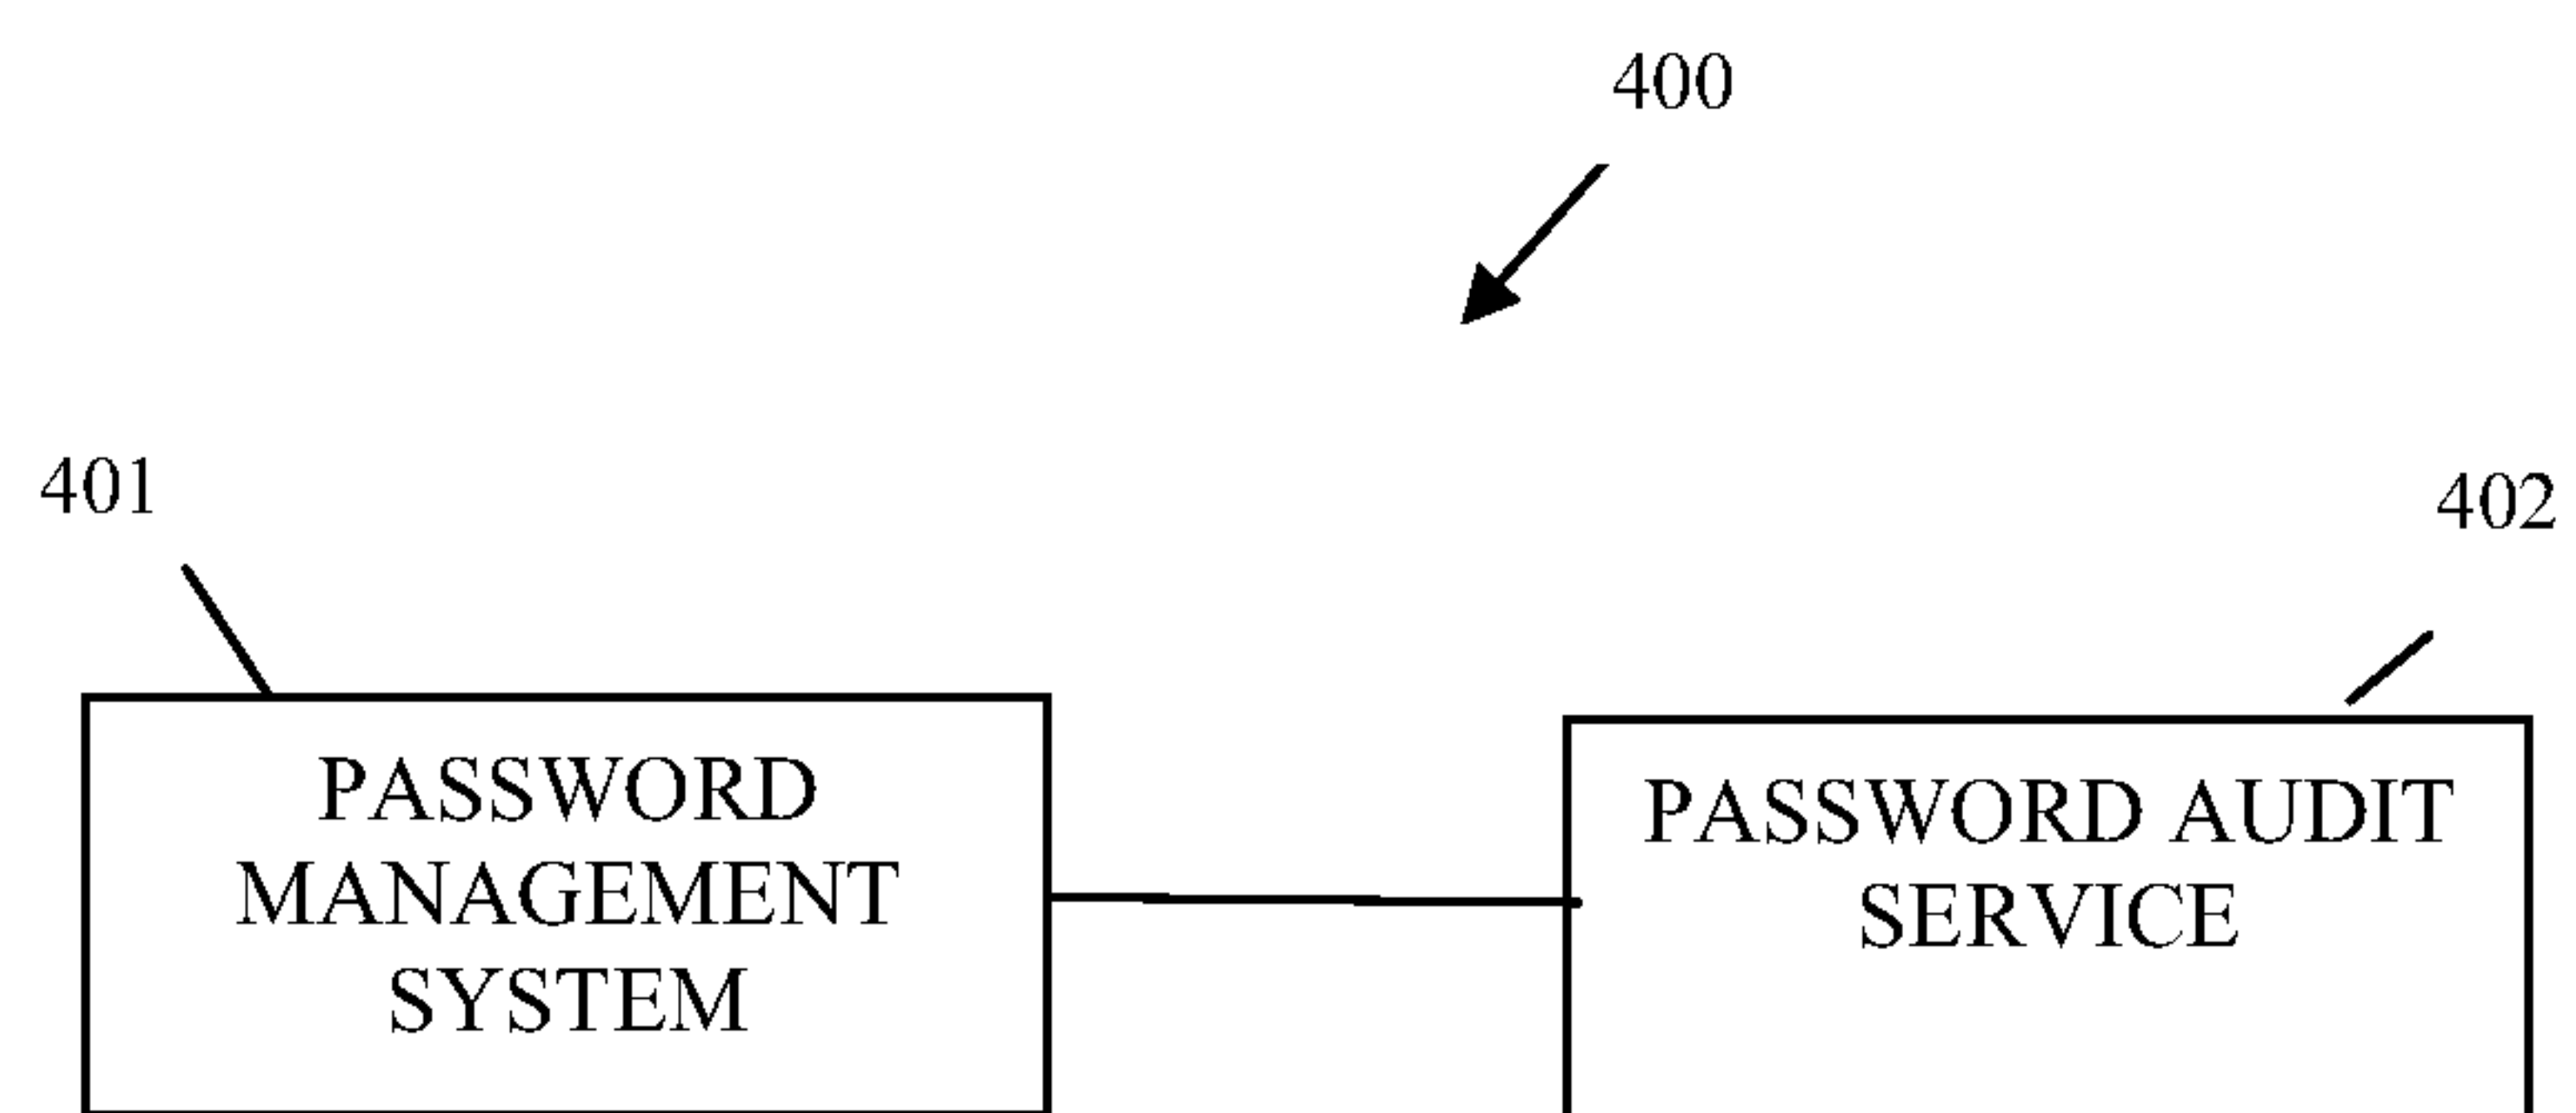 400
401
402
PASSWORD
MANAGEMENT
SYSTEM
PASSWORD AUDIT
SERVICE